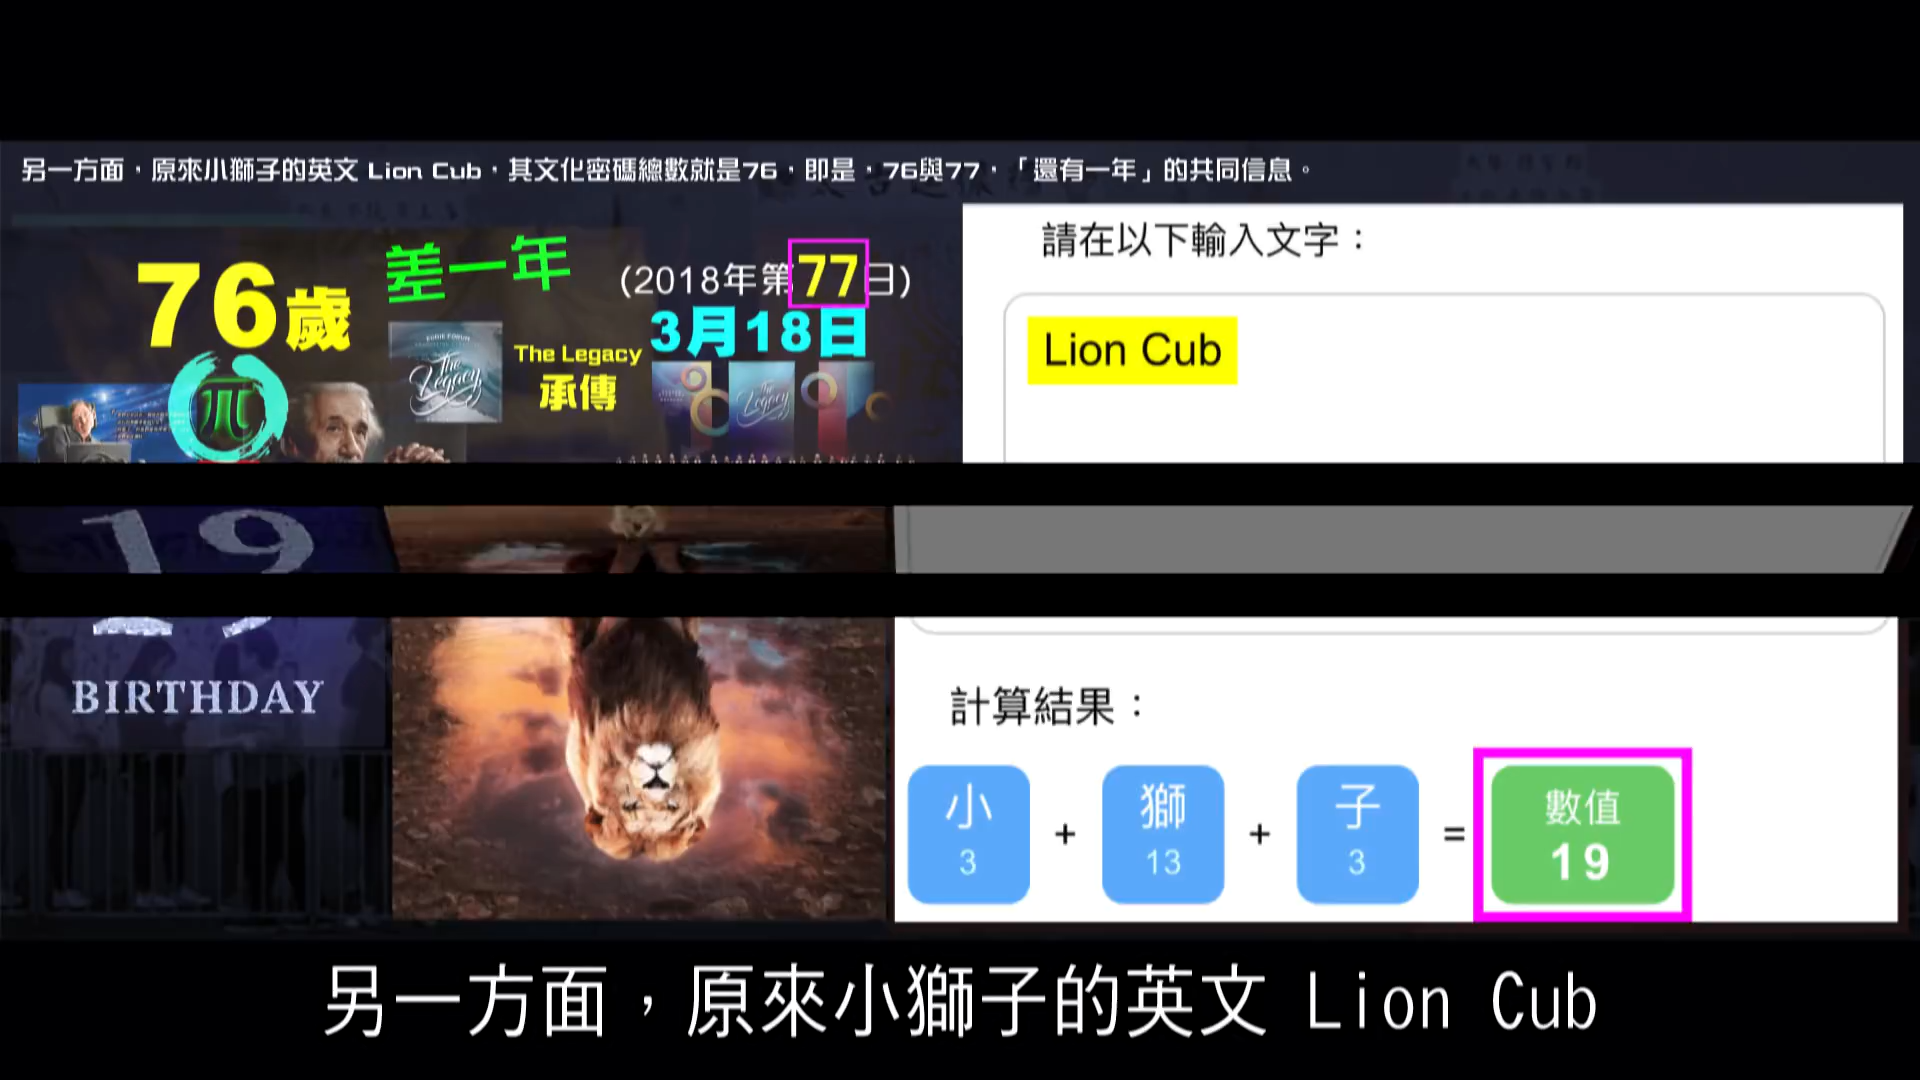 另一方面，原來小獅子的英文 Lion Cub，其文化密碼總數就是76，即是，76與77，「還有一年」的共同信息。
76歲
差一年
(2018年第77日)
3月18日
The Legacy
The Legacy
承傳
The Legacy
π
請在以下輸入文字：
Lion Cub
19
BIRTHDAY
計算結果：
小 + 獅 + 子 = 數值
3 13 3 19
另一方面，原來小獅子的英文 Lion Cub